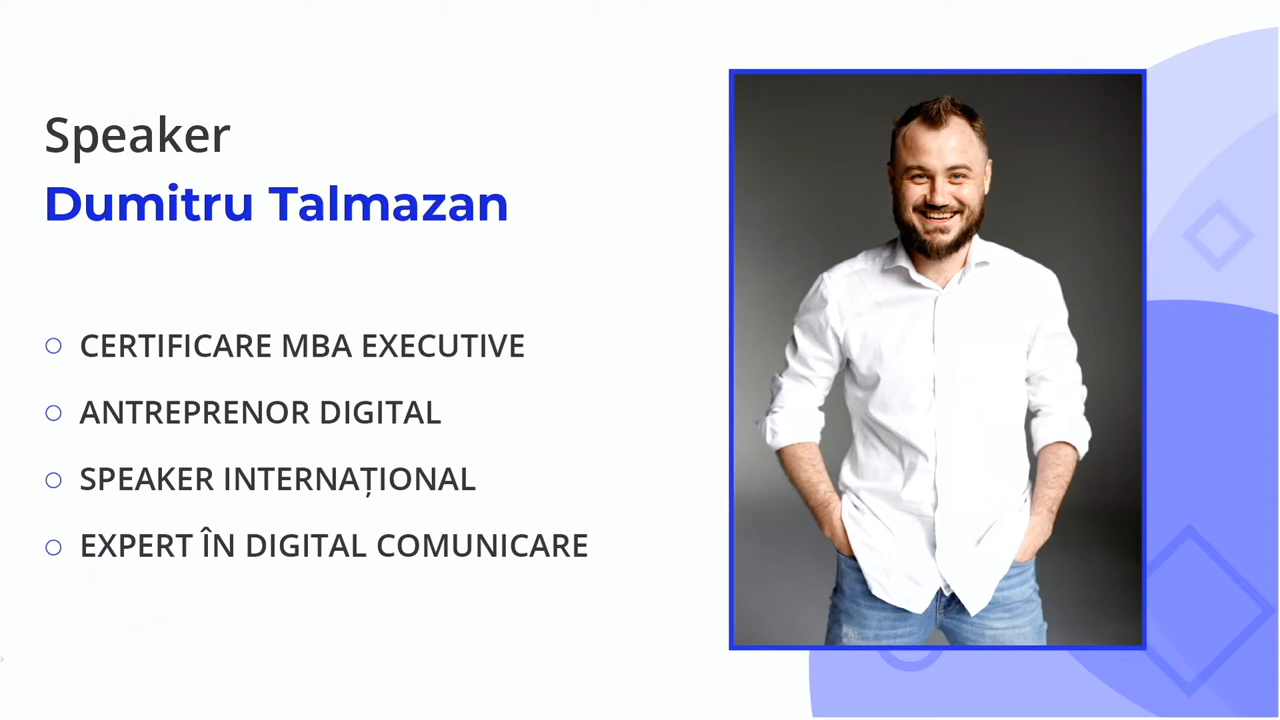 Speaker
Dumitru Talmazan
CERTIFICARE MBA EXECUTIVE
ANTREPRENOR DIGITAL
SPEAKER INTERNAȚIONAL
EXPERT ÎN DIGITAL COMUNICARE